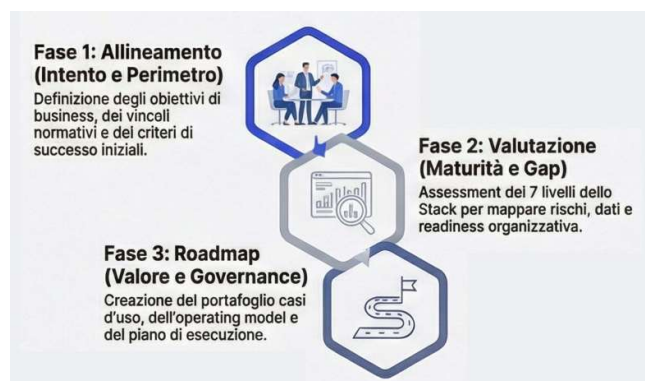 Fase 1: Allineamento
(Intento e Perimetro)
Definizione degli obiettivi di
business, dei vincoli
normativi e dei criteri di
successo iniziali.
Fase 2: Valutazione
(Maturità e Gap)
Assessment dei 7 livelli dello
Stack per mappare rischi, dati e
readiness organizzativa.
Fase 3: Roadmap
(Valore e Governance)
Creazione del portafoglio casi
d'uso, dell'operating model e
del piano di esecuzione.